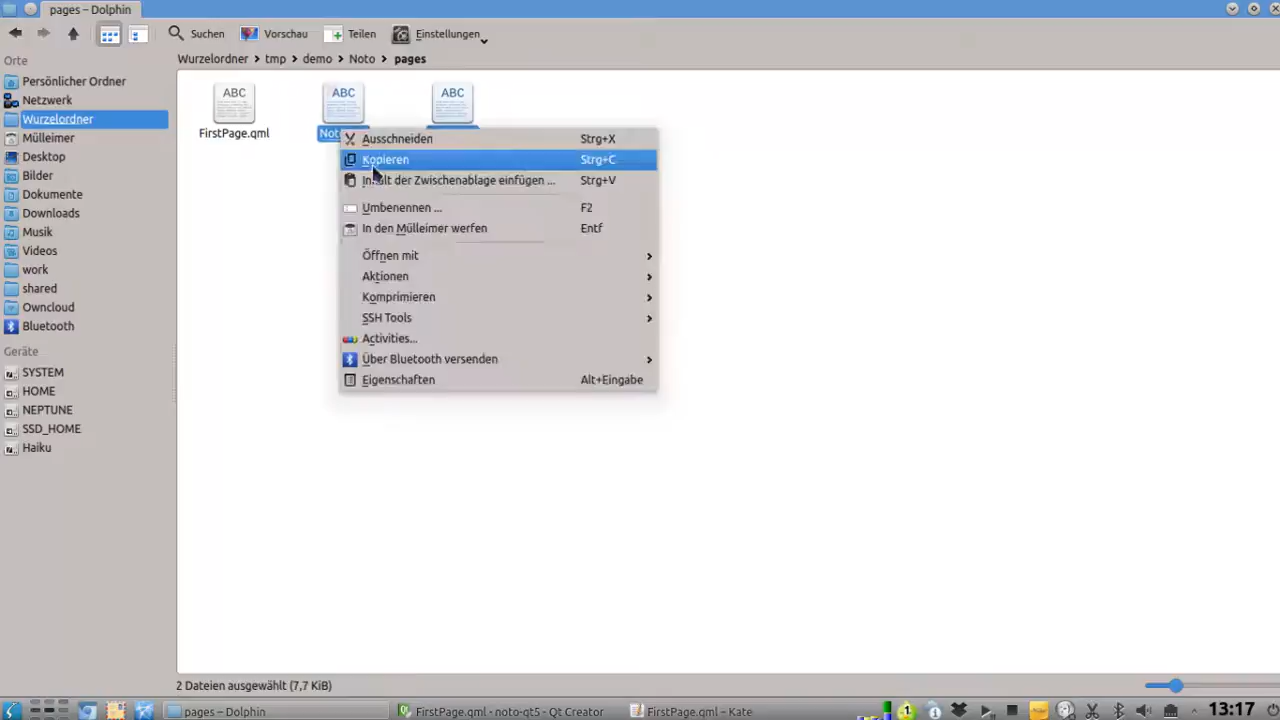 pages – Dolphin
Suchen
Vorschau
Teilen
Einstellungen
Wurzelordner > tmp > demo > Noto > pages
Orte
Persönlicher Ordner
Netzwerk
Wurzelordner
Mülleimer
Desktop
Bilder
Dokumente
Downloads
Musik
Videos
work
shared
Owncloud
Bluetooth
Geräte
SYSTEM
HOME
NEPTUNE
SSD_HOME
Haiku
ABC
ABC
ABC
FirstPage.qml
Ausschneiden Strg+X
Kopieren Strg+C
Inhalt der Zwischenablage einfügen ... Strg+V
Umbenennen ... F2
In den Mülleimer werfen Entf
Öffnen mit
Aktionen
Komprimieren
SSH Tools
Activities...
Über Bluetooth versenden
Eigenschaften Alt+Eingabe
2 Dateien ausgewählt (7,7 KiB)
pages – Dolphin
FirstPage.qml - noto-qt5 - Qt Creator
FirstPage.qml – Kate
1
13:17